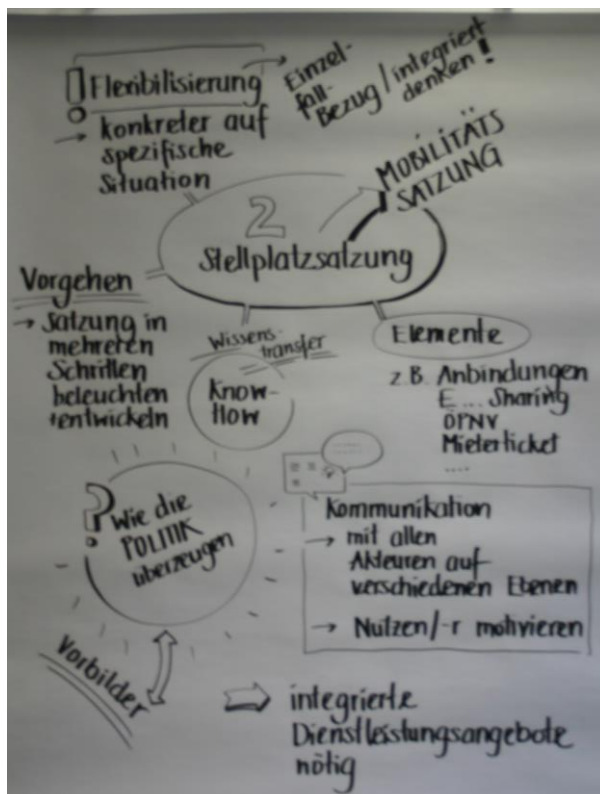 ! Flexibilisierung
→ konkreter auf
spezifische
Situation
→ Einzel-
fall-
Bezug / integriert
denken!
MOBILITÄTS
SATZUNG
2
Stellplatzsatzung
Vorgehen
→ Satzung in
mehreren
Schritten
beleuchten
+entwickeln
Wissens-
transfer
Know-
How
Elemente
z.B. Anbindungen
E... Sharing
ÖPNV
Mieterticket
....
? Wie die
POLITIK
überzeugen
Vorbilder
Kommunikation
→ mit allen
Akteuren auf
verschiedenen Ebenen
→ Nutzen/-r motivieren
⇒ integrierte
Dienstleistungsangebote
nötig